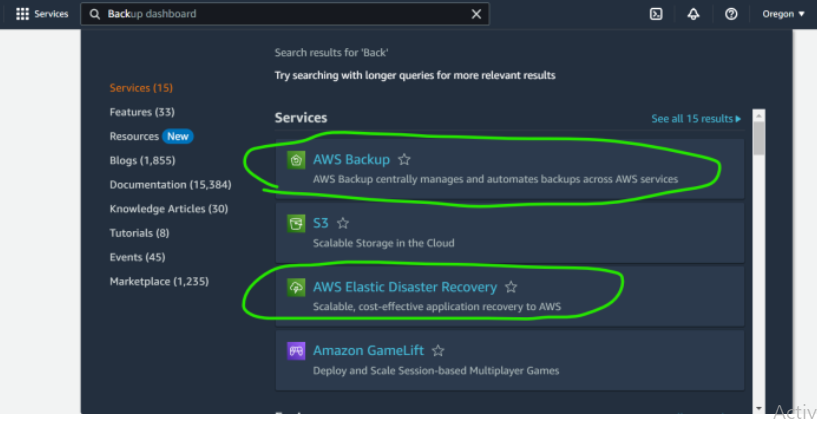 Services
Backup dashboard
Oregon
Search results for 'Back'
Try searching with longer queries for more relevant results
Services (15)
Features (33)
Resources New
Blogs (1,855)
Documentation (15,384)
Knowledge Articles (30)
Tutorials (8)
Events (45)
Marketplace (1,235)
Services
See all 15 results
AWS Backup
AWS Backup centrally manages and automates backups across AWS services
S3
Scalable Storage in the Cloud
AWS Elastic Disaster Recovery
Scalable, cost-effective application recovery to AWS
Amazon GameLift
Deploy and Scale Session-based Multiplayer Games
Activ